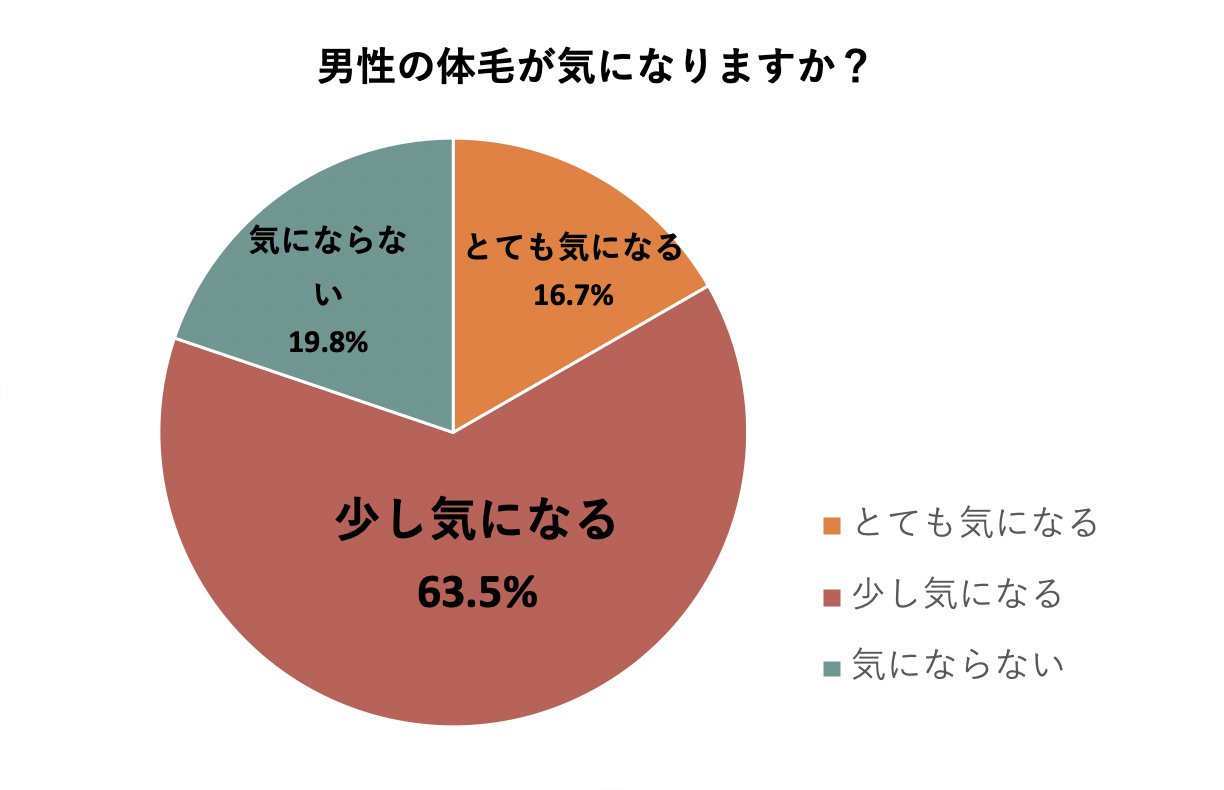 男性の体毛が気になりますか？
気にならな
い
19.8%
とても気になる
16.7%
少し気になる
63.5%
とても気になる
少し気になる
気にならない